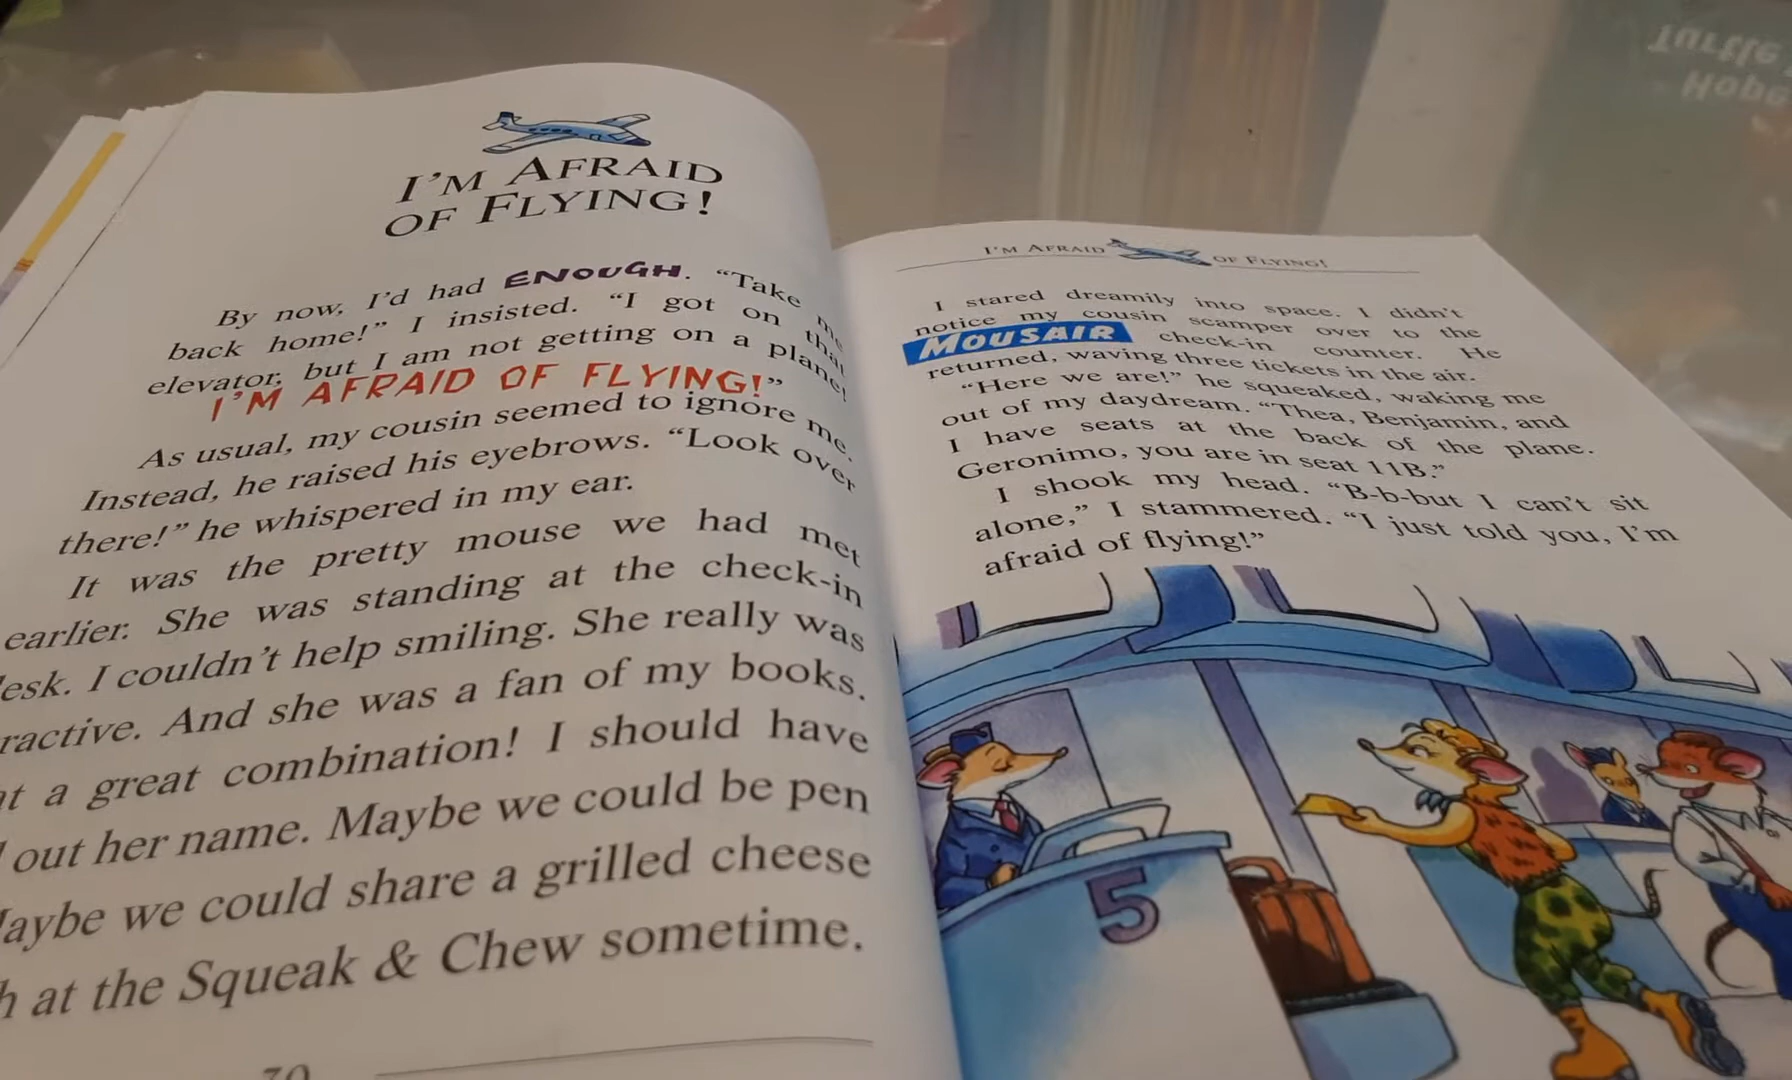 I'M AFRAID
OF FLYING!
By now, I'd had ENOUGH. "Take me
back home!" I insisted. "I got on that
elevator, but I am not getting on a plane!
I'M AFRAID OF FLYING!"
As usual, my cousin seemed to ignore me.
Instead, he raised his eyebrows. "Look over
there!" he whispered in my ear.
It was the pretty mouse we had met
earlier. She was standing at the check-in
esk. I couldn't help smiling. She really was
ractive. And she was a fan of my books.
at a great combination! I should have
out her name. Maybe we could be pen
aybe we could share a grilled cheese
h at the Squeak & Chew sometime.
I'M AFRAID OF FLYING!
I stared dreamily into space. I didn't
notice my cousin scamper over to the
MOUSAIR check-in counter. He
returned, waving three tickets in the air.
"Here we are!" he squeaked, waking me
out of my daydream. "Thea, Benjamin, and
I have seats at the back of the plane.
Geronimo, you are in seat 11B."
I shook my head. "B-b-but I can't sit
alone," I stammered. "I just told you, I'm
afraid of flying!"
5
Turtle
Hope